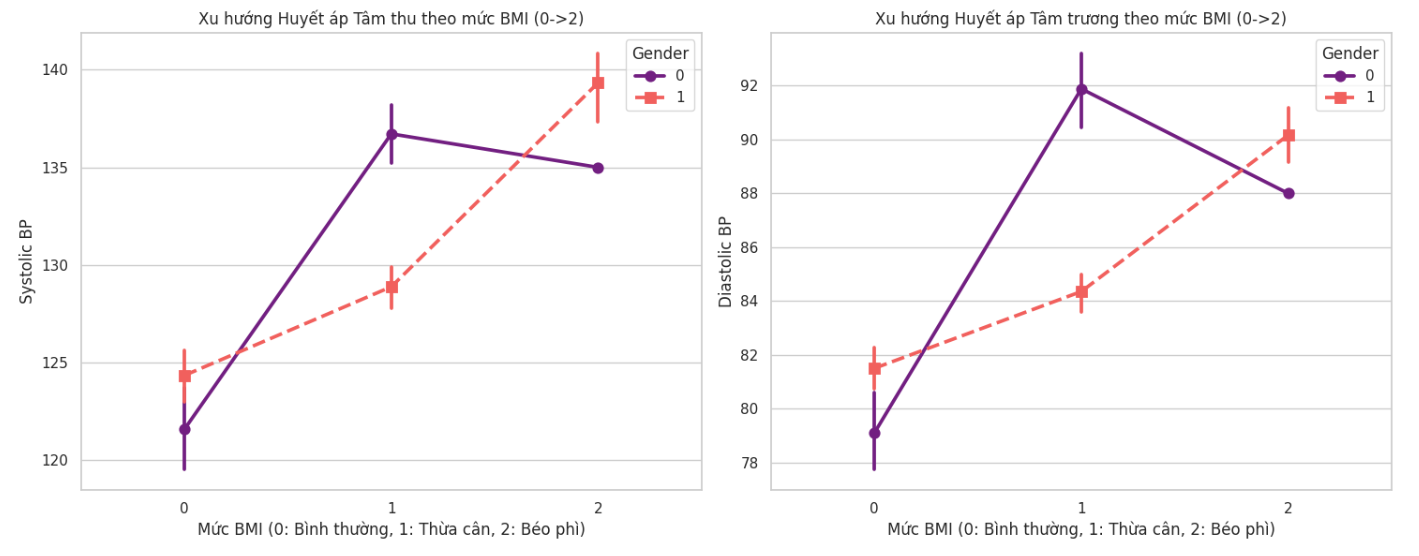 Xu hướng Huyết áp Tâm thu theo mức BMI (0->2)
Systolic BP
140
135
130
125
120
0
1
2
Mức BMI (0: Bình thường, 1: Thừa cân, 2: Béo phì)
Gender
0
1
Xu hướng Huyết áp Tâm trương theo mức BMI (0->2)
Diastolic BP
92
90
88
86
84
82
80
78
0
1
2
Mức BMI (0: Bình thường, 1: Thừa cân, 2: Béo phì)
Gender
0
1